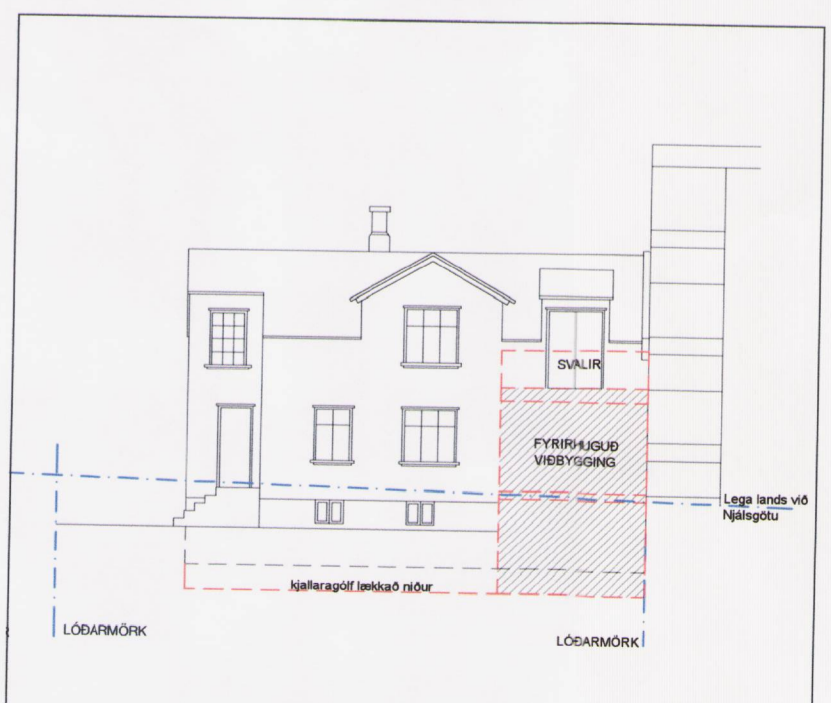 SVALIR
FYRIRHUGUÐ
VIÐBYGGING
Lega lands við
Njálsgötu
kjallaragólf lækkað niður
LÓÐARMÖRK
LÓÐARMÖRK